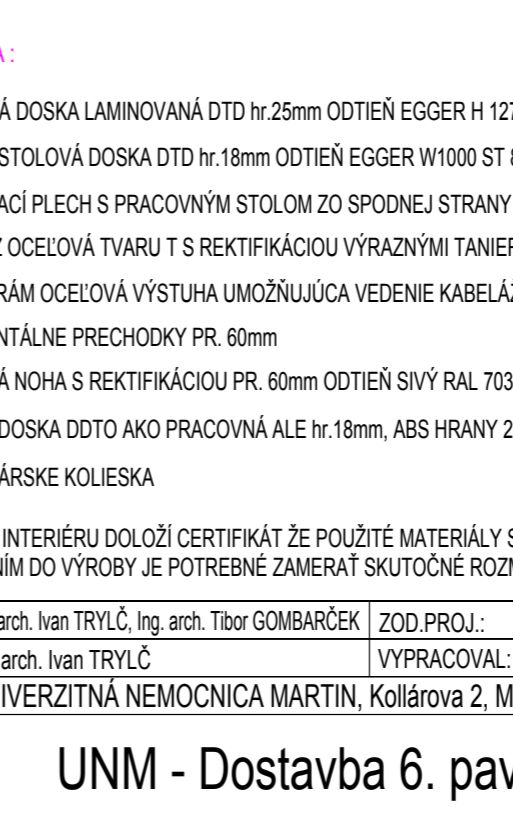 A :
Á DOSKA LAMINOVANÁ DTD hr.25mm ODTIEŇ EGGER H 127
STOLOVÁ DOSKA DTD hr.18mm ODTIEŇ EGGER W1000 ST 8
ACÍ PLECH S PRACOVNÝM STOLOM ZO SPODNEJ STRANY
Z OCEĽOVÁ TVARU T S REKTIFIKÁCIOU VÝRAZNÝMI TANIER
RÁM OCEĽOVÁ VÝSTUHA UMOŽŇUJÚCA VEDENIE KABELÁŽ
NTÁLNE PRECHODKY PR. 60mm
Á NOHA S REKTIFIKÁCIOU PR. 60mm ODTIEŇ SIVÝ RAL 703
DOSKA DDTO AKO PRACOVNÁ ALE hr.18mm, ABS HRANY 2
ÁRSKE KOLIESKA
INTERIÉRU DOLOŽÍ CERTIFIKÁT ŽE POUŽITÉ MATERIÁLY S
NÍM DO VÝROBY JE POTREBNÉ ZAMERAŤ SKUTOČNÉ ROZM
arch. Ivan TRYLČ, Ing. arch. Tibor GOMBARČEK ZOD.PROJ.:
arch. Ivan TRYLČ VYPRACOVAL:
IVERZITNÁ NEMOCNICA MARTIN, Kollárova 2, M
UNM - Dostavba 6. pav